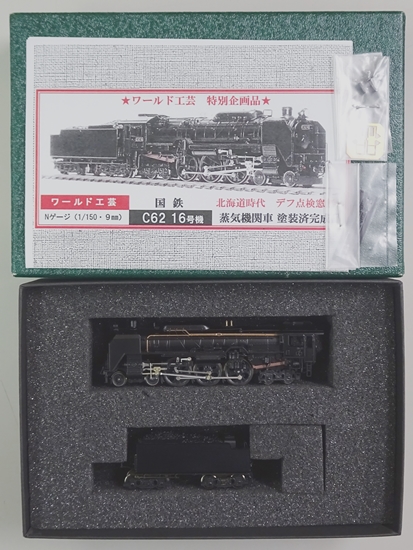 ★ワールド工芸 特別企画品★
ワールド工芸 国鉄 北海道時代 デフ点検窓
Nゲージ(1/150・9mm) C62 16号機 蒸気機関車 塗装済完成